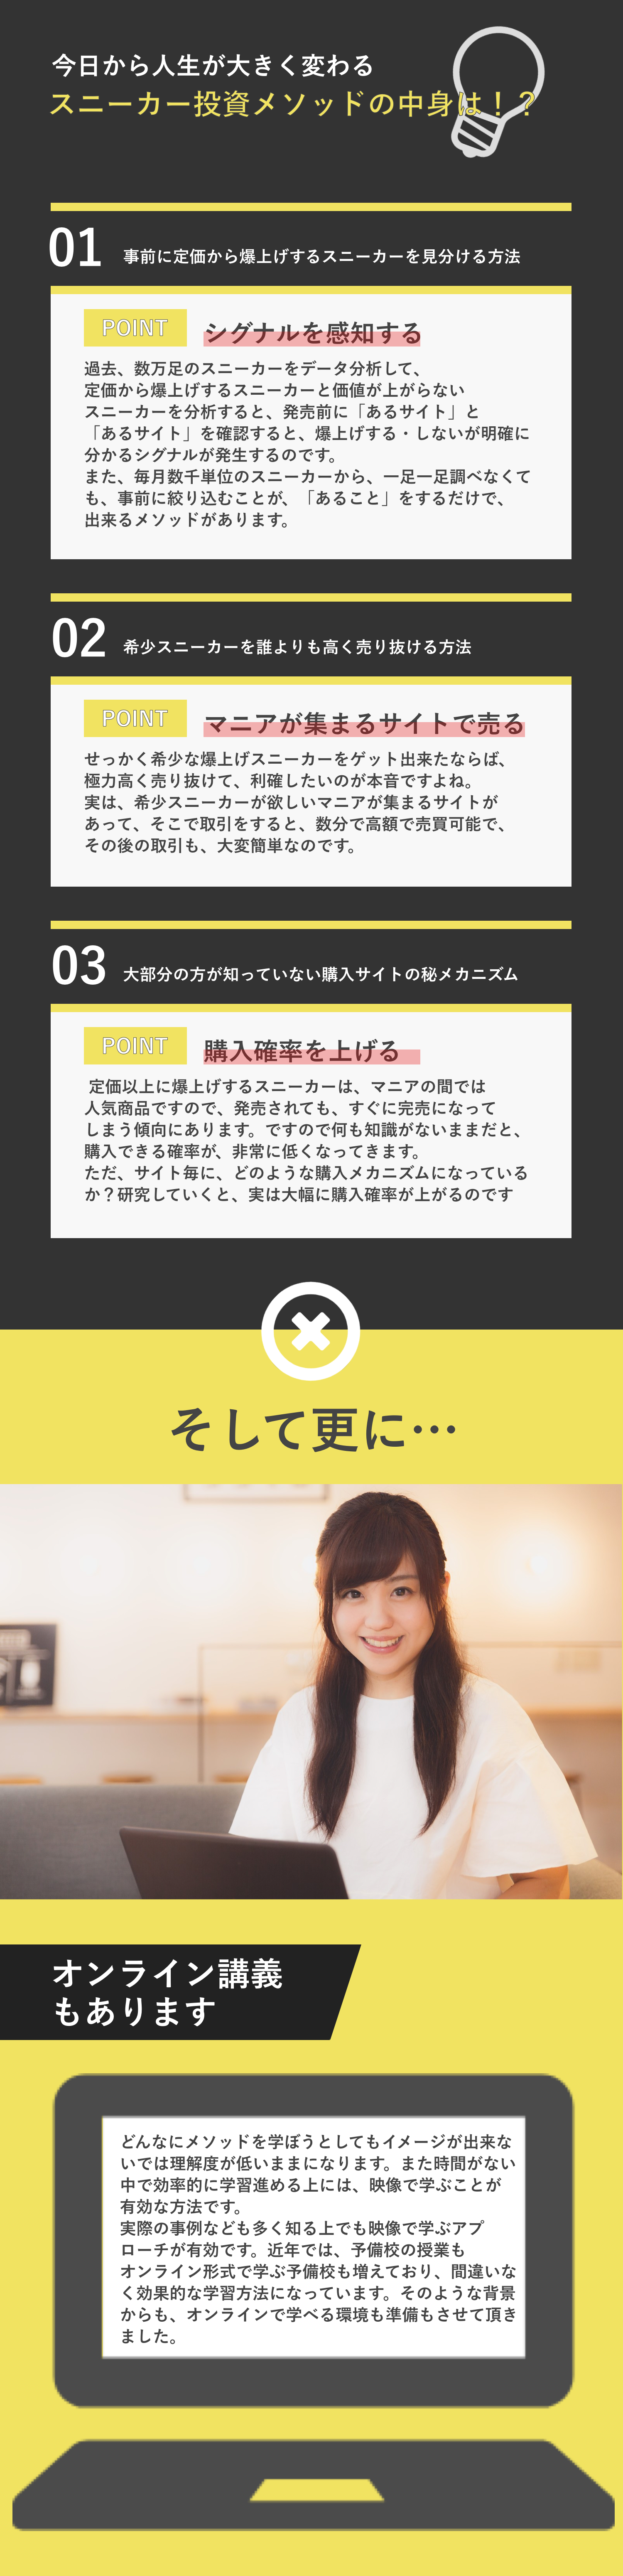 今日から人生が大きく変わる
スニーカー投資メソッドの中身は！？
01 事前に定価から爆上げするスニーカーを見分ける方法
POINT シグナルを感知する
過去、数万足のスニーカーをデータ分析して、
定価から爆上げするスニーカーと価値が上がらない
スニーカーを分析すると、発売前に「あるサイト」と
「あるサイト」を確認すると、爆上げする・しないが明確に
分かるシグナルが発生するのです。
また、毎月数千単位のスニーカーから、一足一足調べなくて
も、事前に絞り込むことが、「あること」をするだけで、
出来るメソッドがあります。
02 希少スニーカーを誰よりも高く売り抜ける方法
POINT マニアが集まるサイトで売る
せっかく希少な爆上げスニーカーをゲット出来たならば、
極力高く売り抜けて、利確したいのが本音ですよね。
実は、希少スニーカーが欲しいマニアが集まるサイトが
あって、そこで取引をすると、数分で高額で売買可能で、
その後の取引も、大変簡単なのです。
03 大部分の方が知っていない購入サイトの秘メカニズム
POINT 購入確率を上げる
定価以上に爆上げするスニーカーは、マニアの間では
人気商品ですので、発売されても、すぐに完売になって
しまう傾向にあります。ですので何も知識がないままだと、
購入できる確率が、非常に低くなってきます。
ただ、サイト毎に、どのような購入メカニズムになっている
か？研究していくと、実は大幅に購入確率が上がるのです
そして更に…
オンライン講義
もあります
どんなにメソッドを学ぼうとしてもイメージが出来な
いでは理解度が低いままになります。また時間がない
中で効率的に学習進める上には、映像で学ぶことが
有効な方法です。
実際の事例なども多く知る上でも映像で学ぶアプ
ローチが有効です。近年では、予備校の授業も
オンライン形式で学ぶ予備校も増えており、間違いな
く効果的な学習方法になっています。そのような背景
からも、オンラインで学べる環境も準備もさせて頂き
ました。